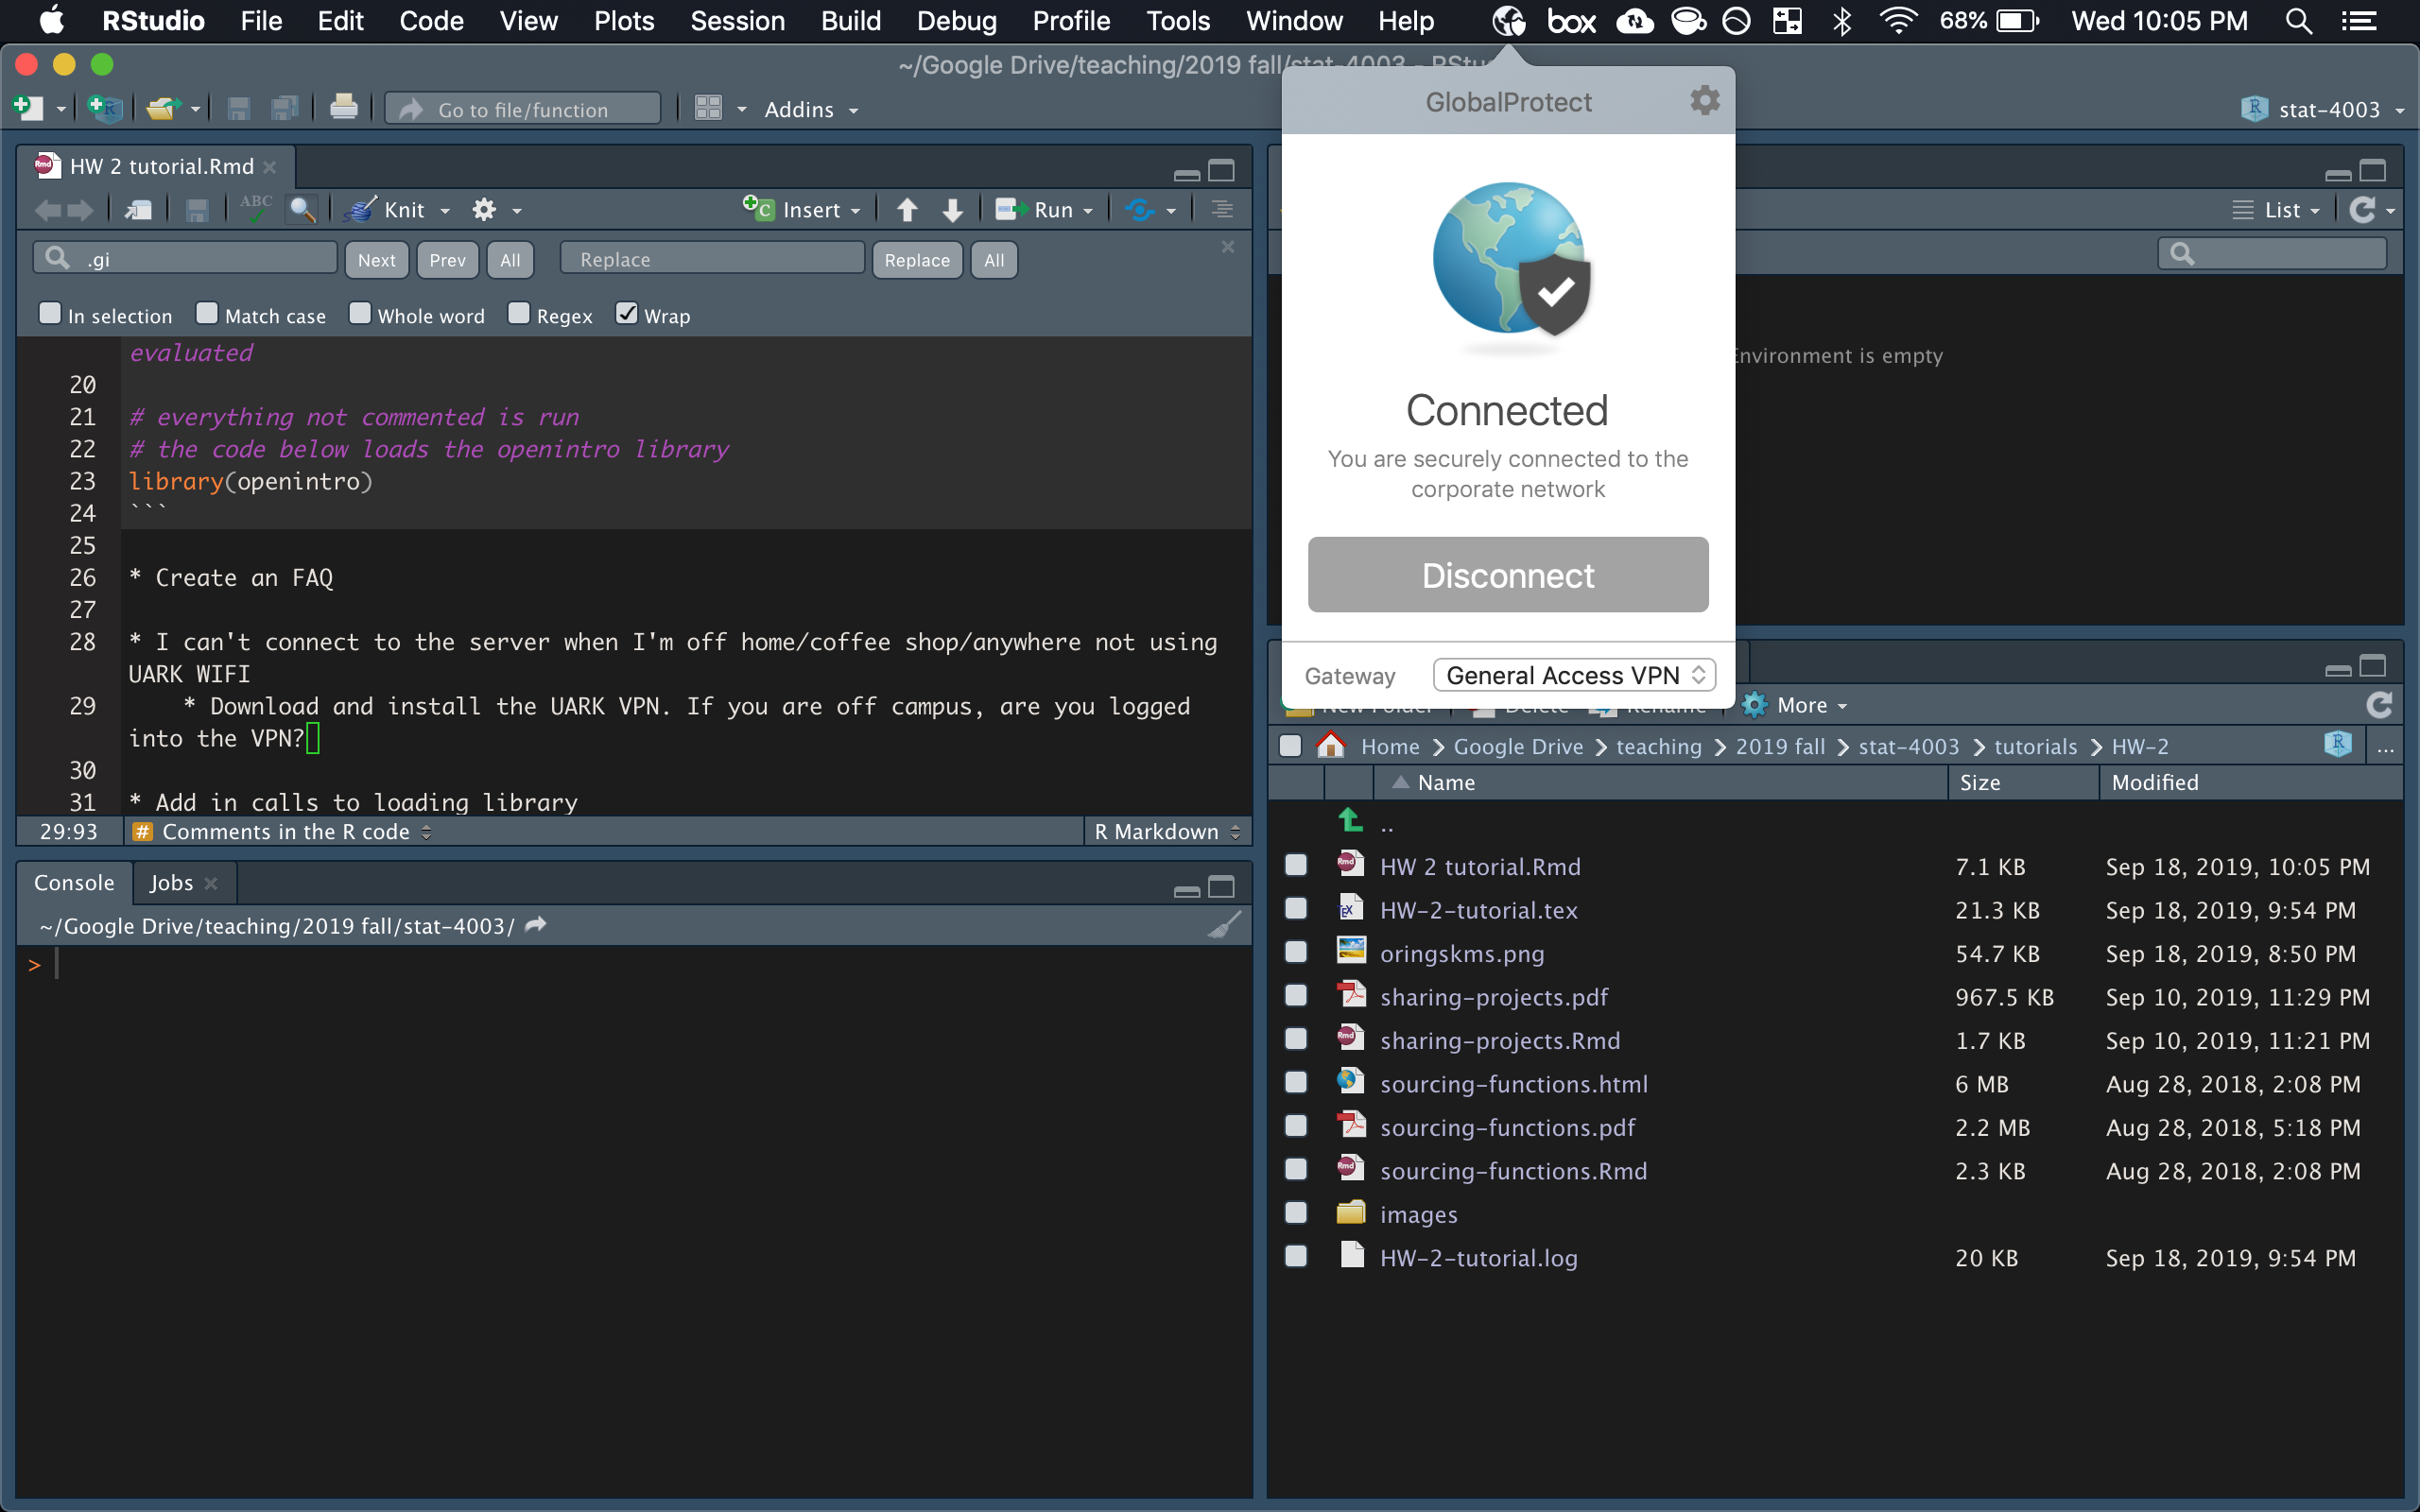 RStudio File Edit Code View Plots Session Build Debug Profile Tools Window Help box 68% Wed 10:05 PM
~/Google Drive/teaching/2019 fall/stat-4003 - RStu
Go to file/function Addins stat-4003
HW 2 tutorial.Rmd
ABC Knit Insert Run
.gi Next Prev All Replace Replace All
In selection Match case Whole word Regex Wrap
evaluated
20
21 # everything not commented is run
22 # the code below loads the openintro library
23 library(openintro)
24 ```
25
26 * Create an FAQ
27
28 * I can't connect to the server when I'm off home/coffee shop/anywhere not using
UARK WIFI
29 * Download and install the UARK VPN. If you are off campus, are you logged
into the VPN?
30
31 * Add in calls to loading library
29:93 # Comments in the R code R Markdown
Console Jobs
~/Google Drive/teaching/2019 fall/stat-4003/
>
GlobalProtect
Connected
You are securely connected to the
corporate network
Disconnect
Gateway General Access VPN
List
Environment is empty
New Folder Delete Rename More
Home Google Drive teaching 2019 fall stat-4003 tutorials HW-2 ...
Name Size Modified
..
HW 2 tutorial.Rmd 7.1 KB Sep 18, 2019, 10:05 PM
HW-2-tutorial.tex 21.3 KB Sep 18, 2019, 9:54 PM
oringskms.png 54.7 KB Sep 18, 2019, 8:50 PM
sharing-projects.pdf 967.5 KB Sep 10, 2019, 11:29 PM
sharing-projects.Rmd 1.7 KB Sep 10, 2019, 11:21 PM
sourcing-functions.html 6 MB Aug 28, 2018, 2:08 PM
sourcing-functions.pdf 2.2 MB Aug 28, 2018, 5:18 PM
sourcing-functions.Rmd 2.3 KB Aug 28, 2018, 2:08 PM
images
HW-2-tutorial.log 20 KB Sep 18, 2019, 9:54 PM